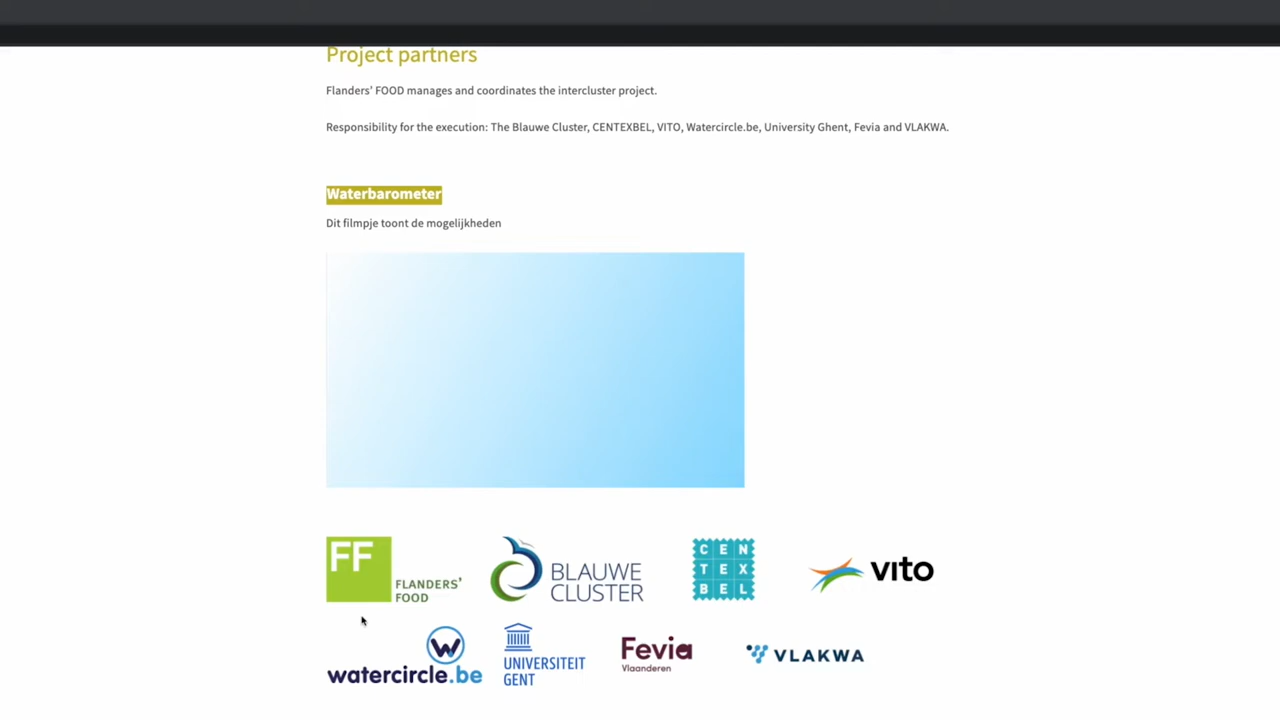 Project partners
Flanders' FOOD manages and coordinates the intercluster project.
Responsibility for the execution: The Blauwe Cluster, CENTEXBEL, VITO, Watercircle.be, University Ghent, Fevia and VLAKWA.
Waterbarometer
Dit filmpje toont de mogelijkheden
FF
FLANDERS'
FOOD
BLAUWE
CLUSTER
CEN
TEX
BEL
vito
W
watercircle.be
UNIVERSITEIT
GENT
Fevia
Vlaanderen
VLAKWA